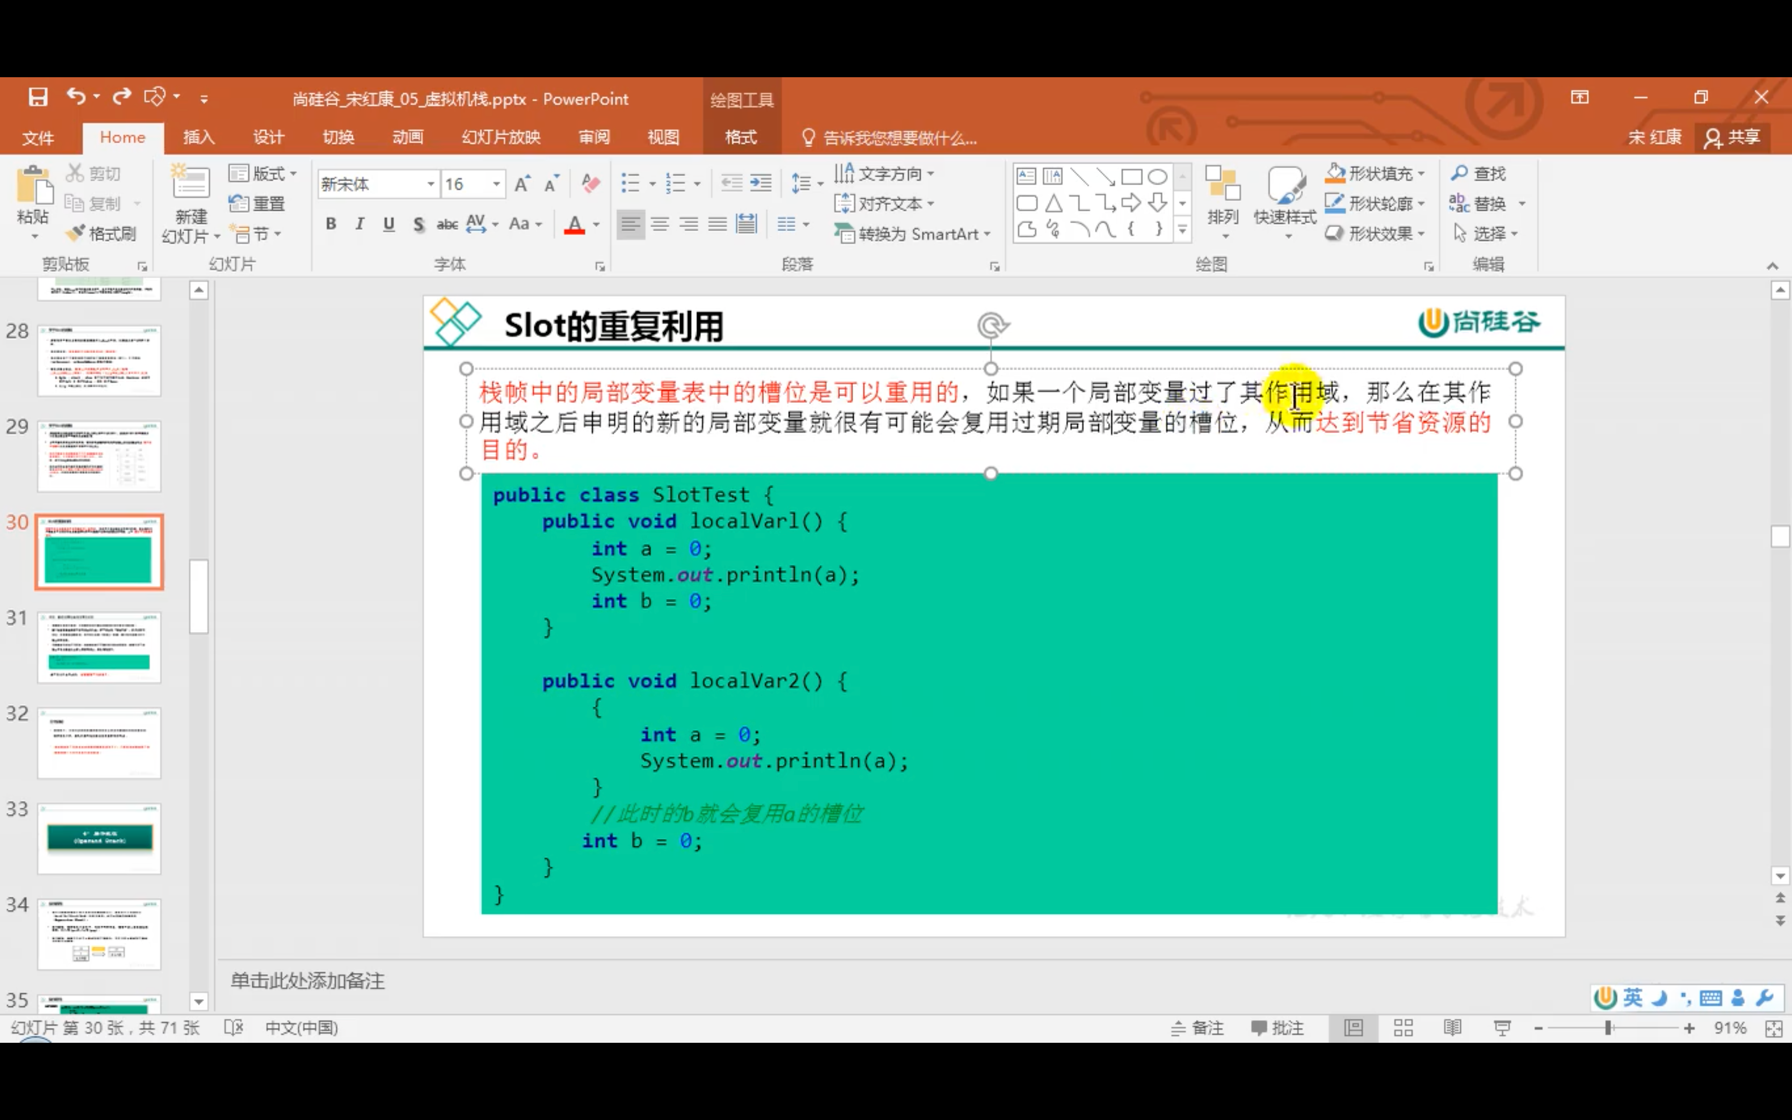 尚硅谷_宋红康_05_虚拟机栈.pptx - PowerPoint
绘图工具
文件 Home 插入 设计 切换 动画 幻灯片放映 审阅 视图 格式 告诉我您想要做什么... 宋 红康 共享
粘贴 剪切 复制 格式刷 剪贴板
新建 幻灯片 版式 重置 节 幻灯片
新宋体 16 字体
文字方向 对齐文本 转换为 SmartArt 段落
排列 快速样式 形状填充 形状轮廓 形状效果 绘图
查找 替换 选择 编辑
28
29
30
31
32
33
34
35
Slot的重复利用
尚硅谷
栈帧中的局部变量表中的槽位是可以重用的，如果一个局部变量过了其作用域，那么在其作
用域之后申明的新的局部变量就很有可能会复用过期局部变量的槽位，从而达到节省资源的
目的。
public class SlotTest {
public void localVarl() {
int a = 0;
System.out.println(a);
int b = 0;
}
public void localVar2() {
{
int a = 0;
System.out.println(a);
}
//此时的b就会复用a的槽位
int b = 0;
}
}
单击此处添加备注
英
幻灯片 第 30 张，共 71 张 中文(中国) 备注 批注 91%